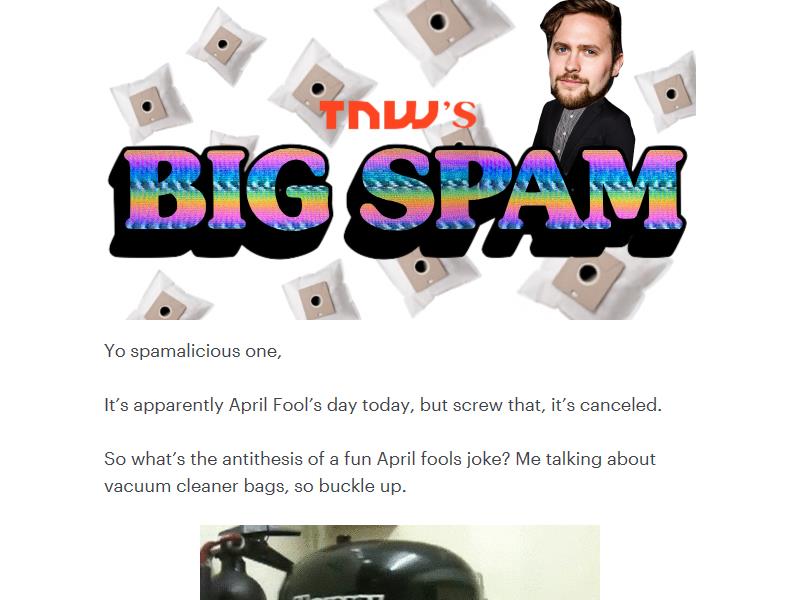 TNW's
BIG SPAM
Yo spamalicious one,
It’s apparently April Fool’s day today, but screw that, it’s canceled.
So what’s the antithesis of a fun April fools joke? Me talking about
vacuum cleaner bags, so buckle up.